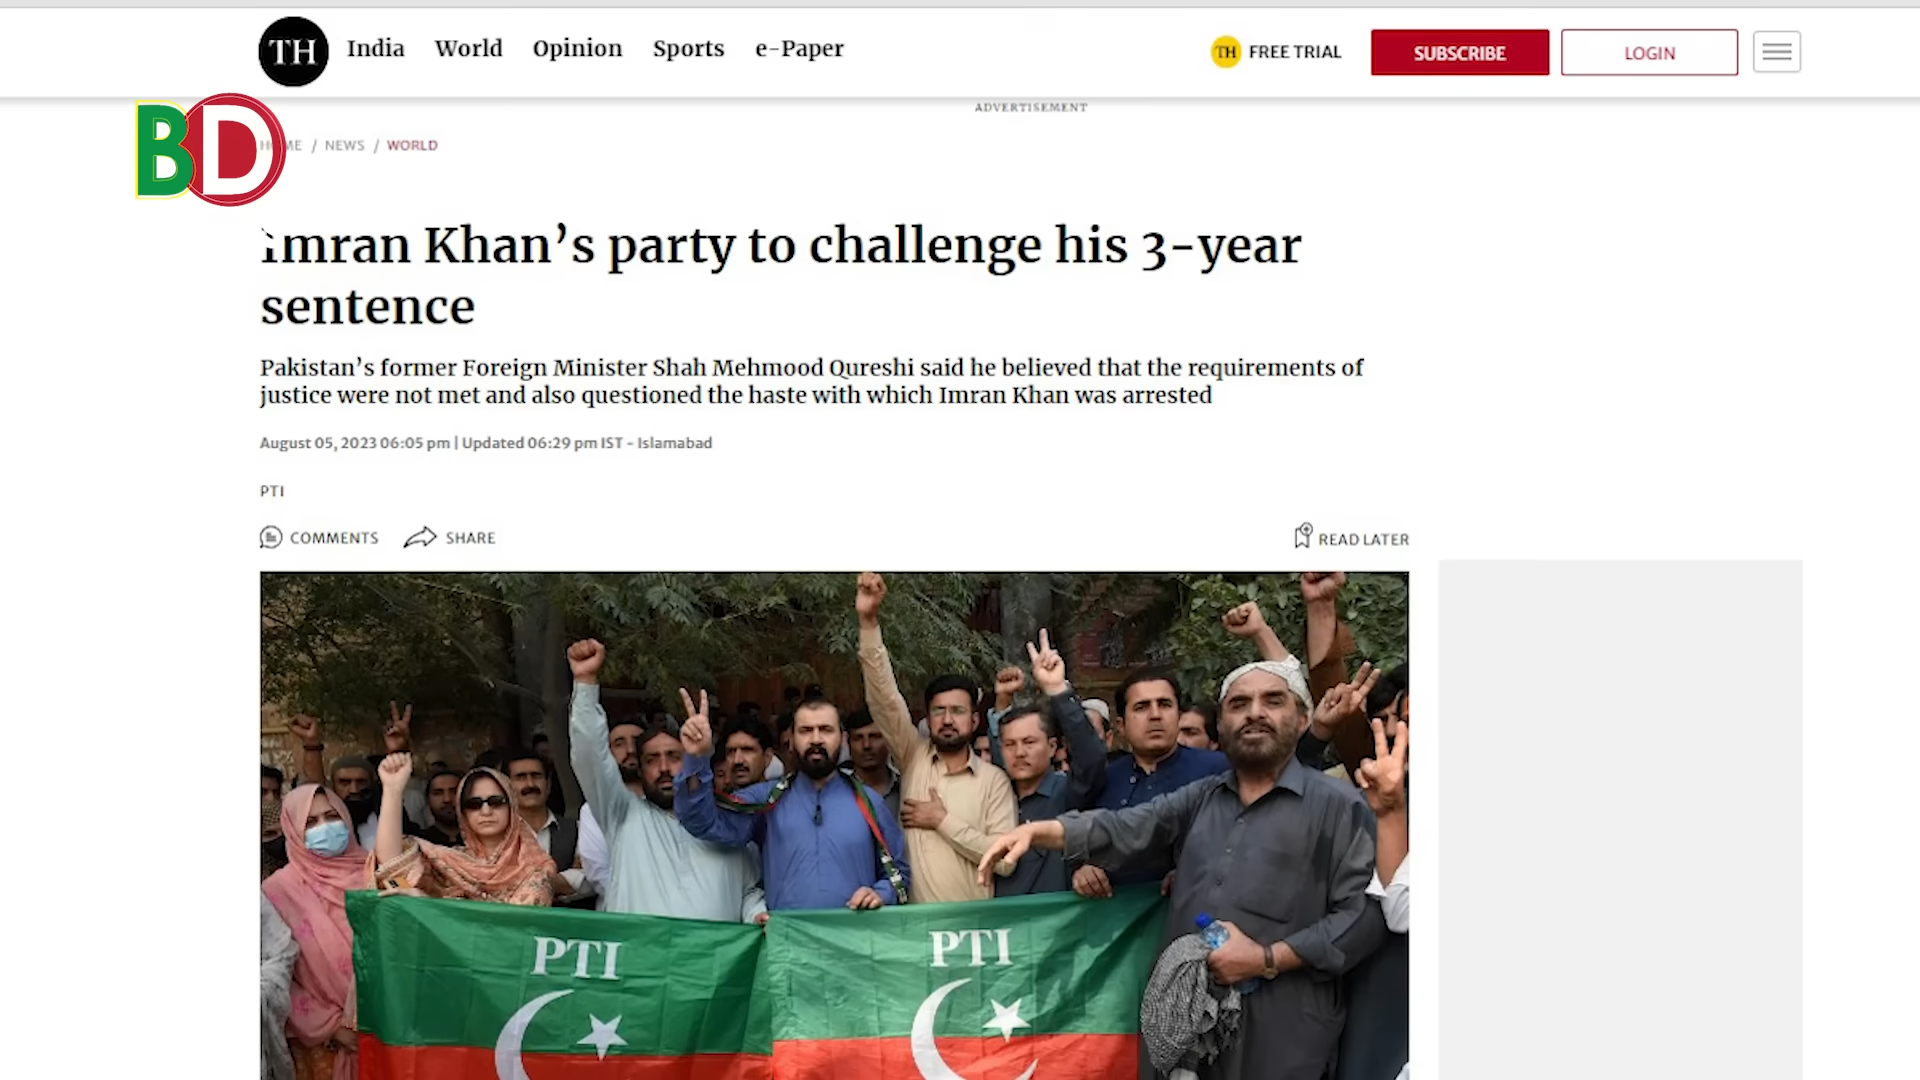 TH India World Opinion Sports e-Paper TH FREE TRIAL SUBSCRIBE LOGIN
ADVERTISEMENT
BD
HOME / NEWS / WORLD
Imran Khan’s party to challenge his 3-year
sentence
Pakistan’s former Foreign Minister Shah Mehmood Qureshi said he believed that the requirements of
justice were not met and also questioned the haste with which Imran Khan was arrested
August 05, 2023 06:05 pm | Updated 06:29 pm IST - Islamabad
PTI
COMMENTS SHARE READ LATER
PTI PTI